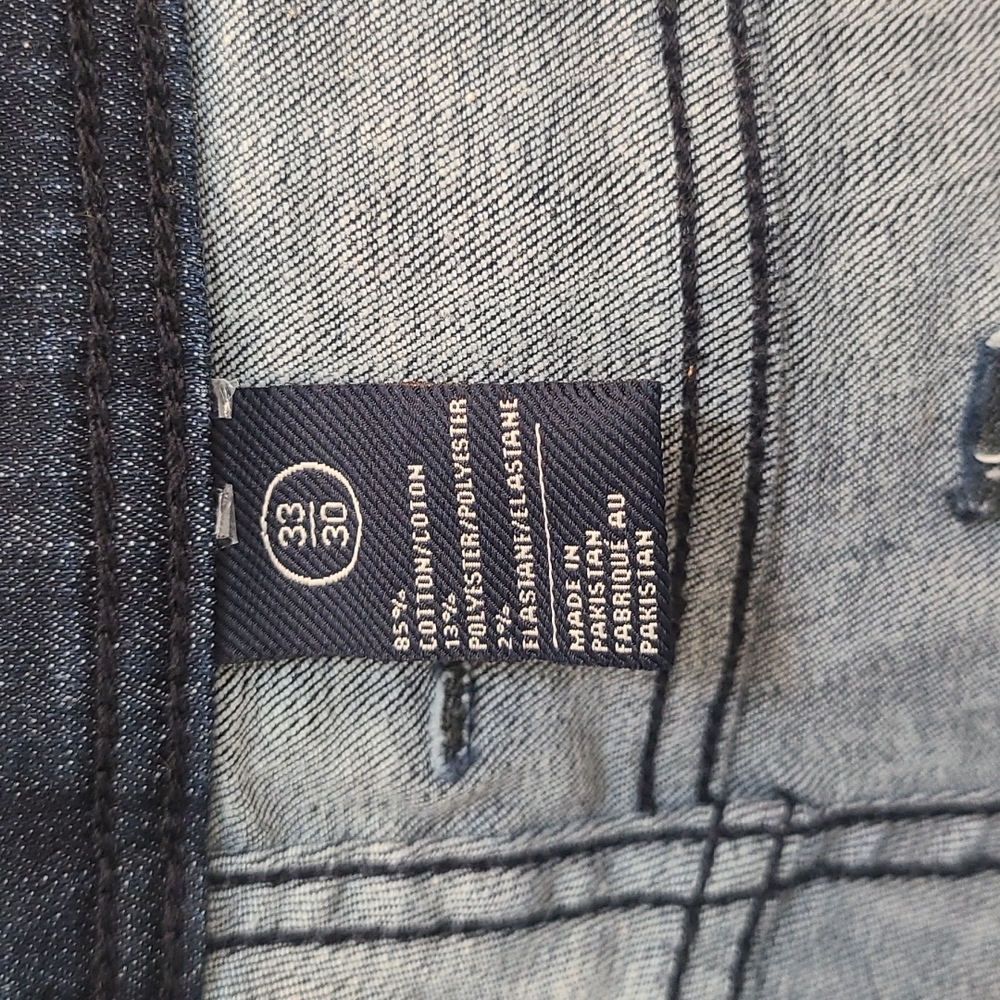 33
30
85%
COTTON/COTON
13%
POLYESTER/POLYESTER
2%
ELASTANE/ELASTANE
MADE IN
PAKISTAN
FABRIQUÉ AU
PAKISTAN